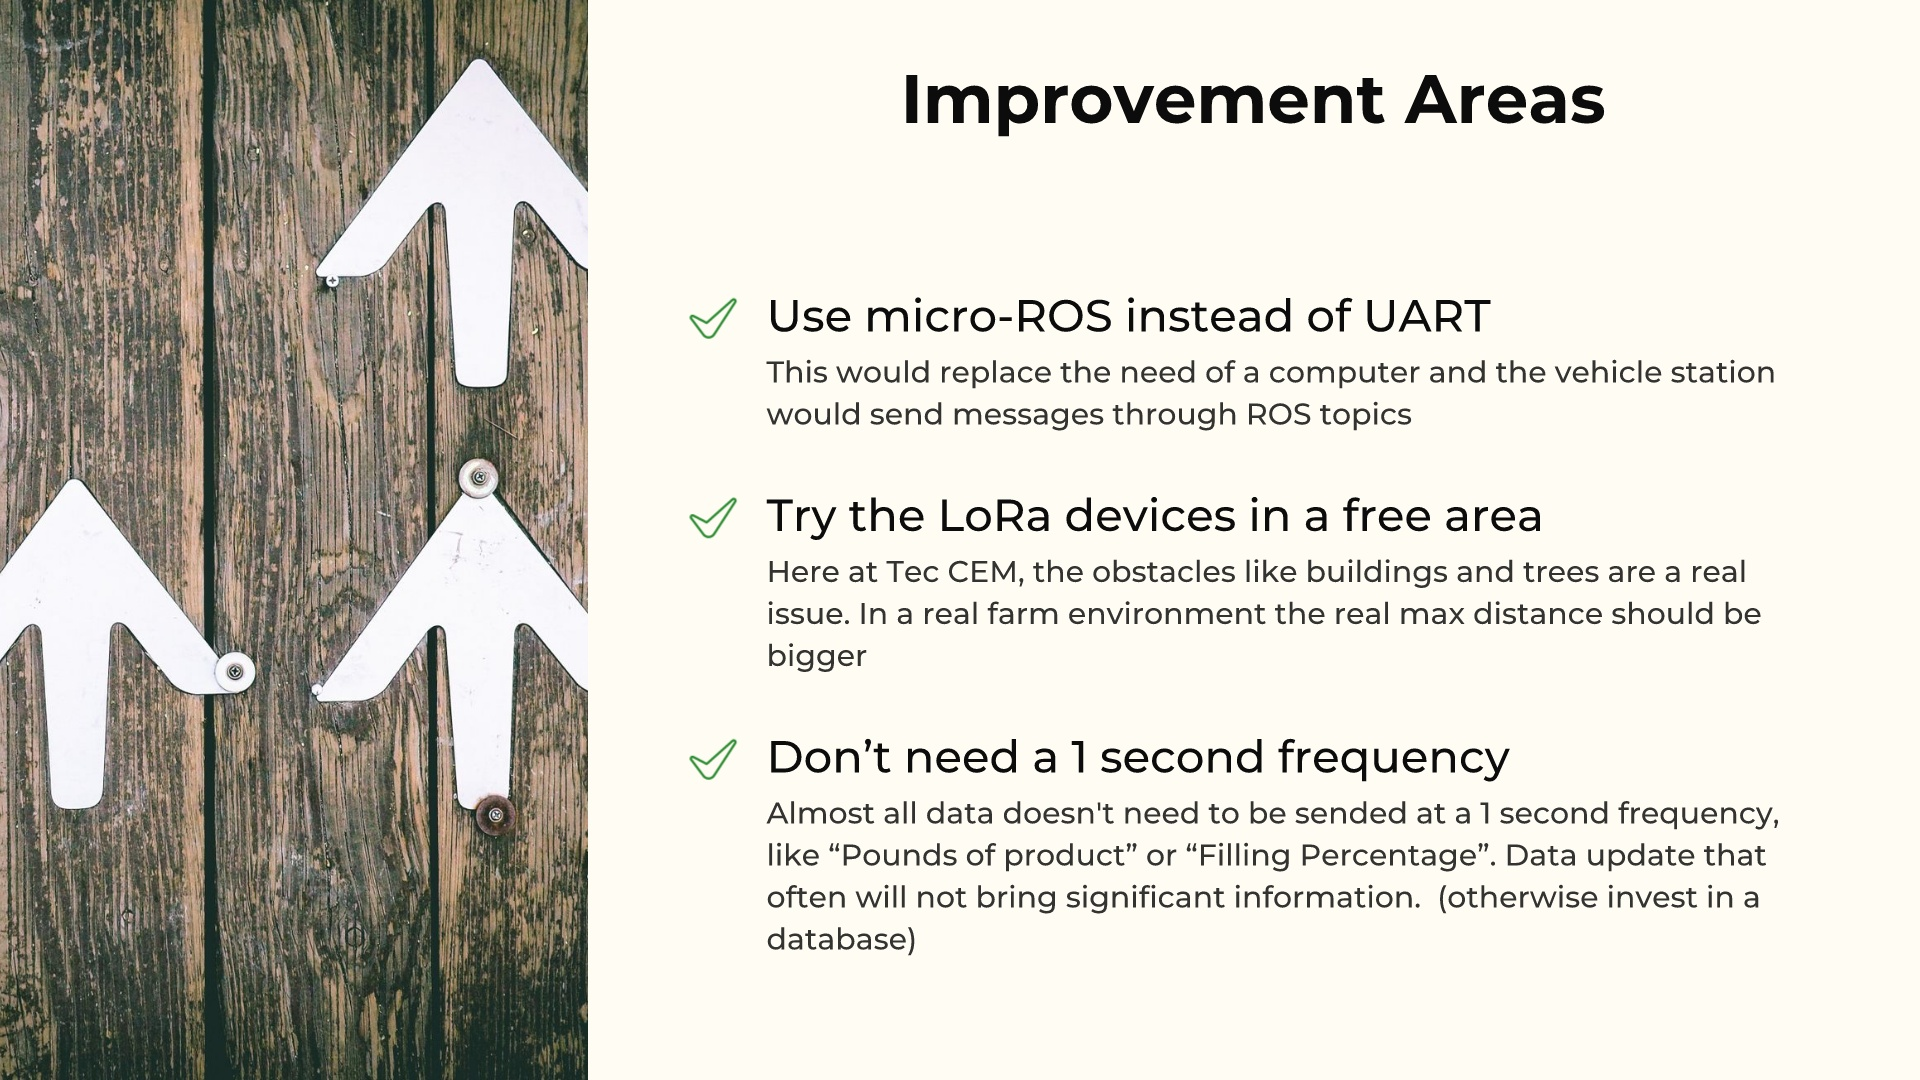 Improvement Areas
Use micro-ROS instead of UART
This would replace the need of a computer and the vehicle station
would send messages through ROS topics
Try the LoRa devices in a free area
Here at Tec CEM, the obstacles like buildings and trees are a real
issue. In a real farm environment the real max distance should be
bigger
Don’t need a 1 second frequency
Almost all data doesn't need to be sended at a 1 second frequency,
like “Pounds of product” or “Filling Percentage”. Data update that
often will not bring significant information.  (otherwise invest in a
database)